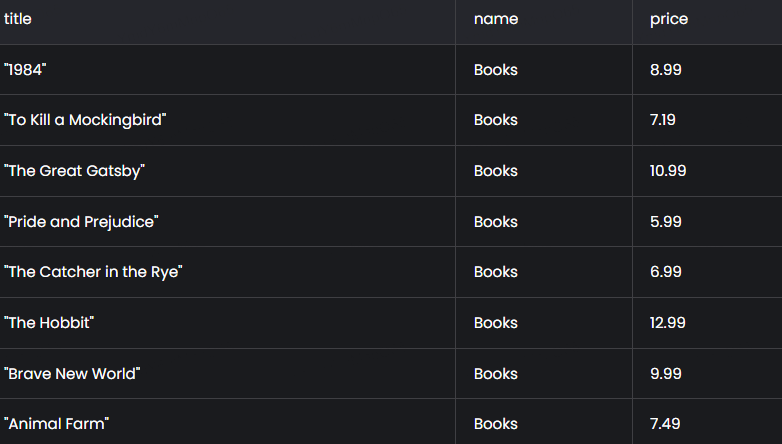 title name price
"1984" Books 8.99
"To Kill a Mockingbird" Books 7.19
"The Great Gatsby" Books 10.99
"Pride and Prejudice" Books 5.99
"The Catcher in the Rye" Books 6.99
"The Hobbit" Books 12.99
"Brave New World" Books 9.99
"Animal Farm" Books 7.49